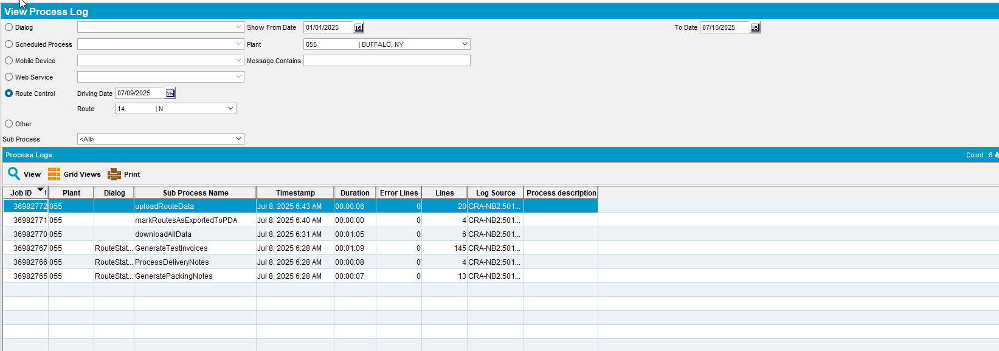 View Process Log
Dialog Show From Date 01/01/2025 16 To Date 07/15/2025 16
Scheduled Process Plant 055 | BUFFALO, NY
Mobile Device Message Contains
Web Service
Route Control Driving Date 07/09/2025 16
Route 14 | N
Other
Sub Process <All>
Process Logs Count : 6
View Grid Views Print
Job ID 1 Plant Dialog Sub Process Name Timestamp Duration Error Lines Lines Log Source Process description
36982772 055 uploadRouteData Jul 8, 2025 6:43 AM 00:00:06 0 20 CRA-NB2:501...
36982771 055 markRoutesAsExportedToPDA Jul 8, 2025 6:40 AM 00:00:00 0 4 CRA-NB2:501...
36982770 055 downloadAllData Jul 8, 2025 6:31 AM 00:01:05 0 6 CRA-NB2:501...
36982767 055 RouteStat... GenerateTestInvoices Jul 8, 2025 6:28 AM 00:01:09 0 145 CRA-NB2:501...
36982766 055 RouteStat... ProcessDeliveryNotes Jul 8, 2025 6:28 AM 00:00:08 0 4 CRA-NB2:501...
36982765 055 RouteStat... GeneratePackingNotes Jul 8, 2025 6:28 AM 00:00:07 0 13 CRA-NB2:501...